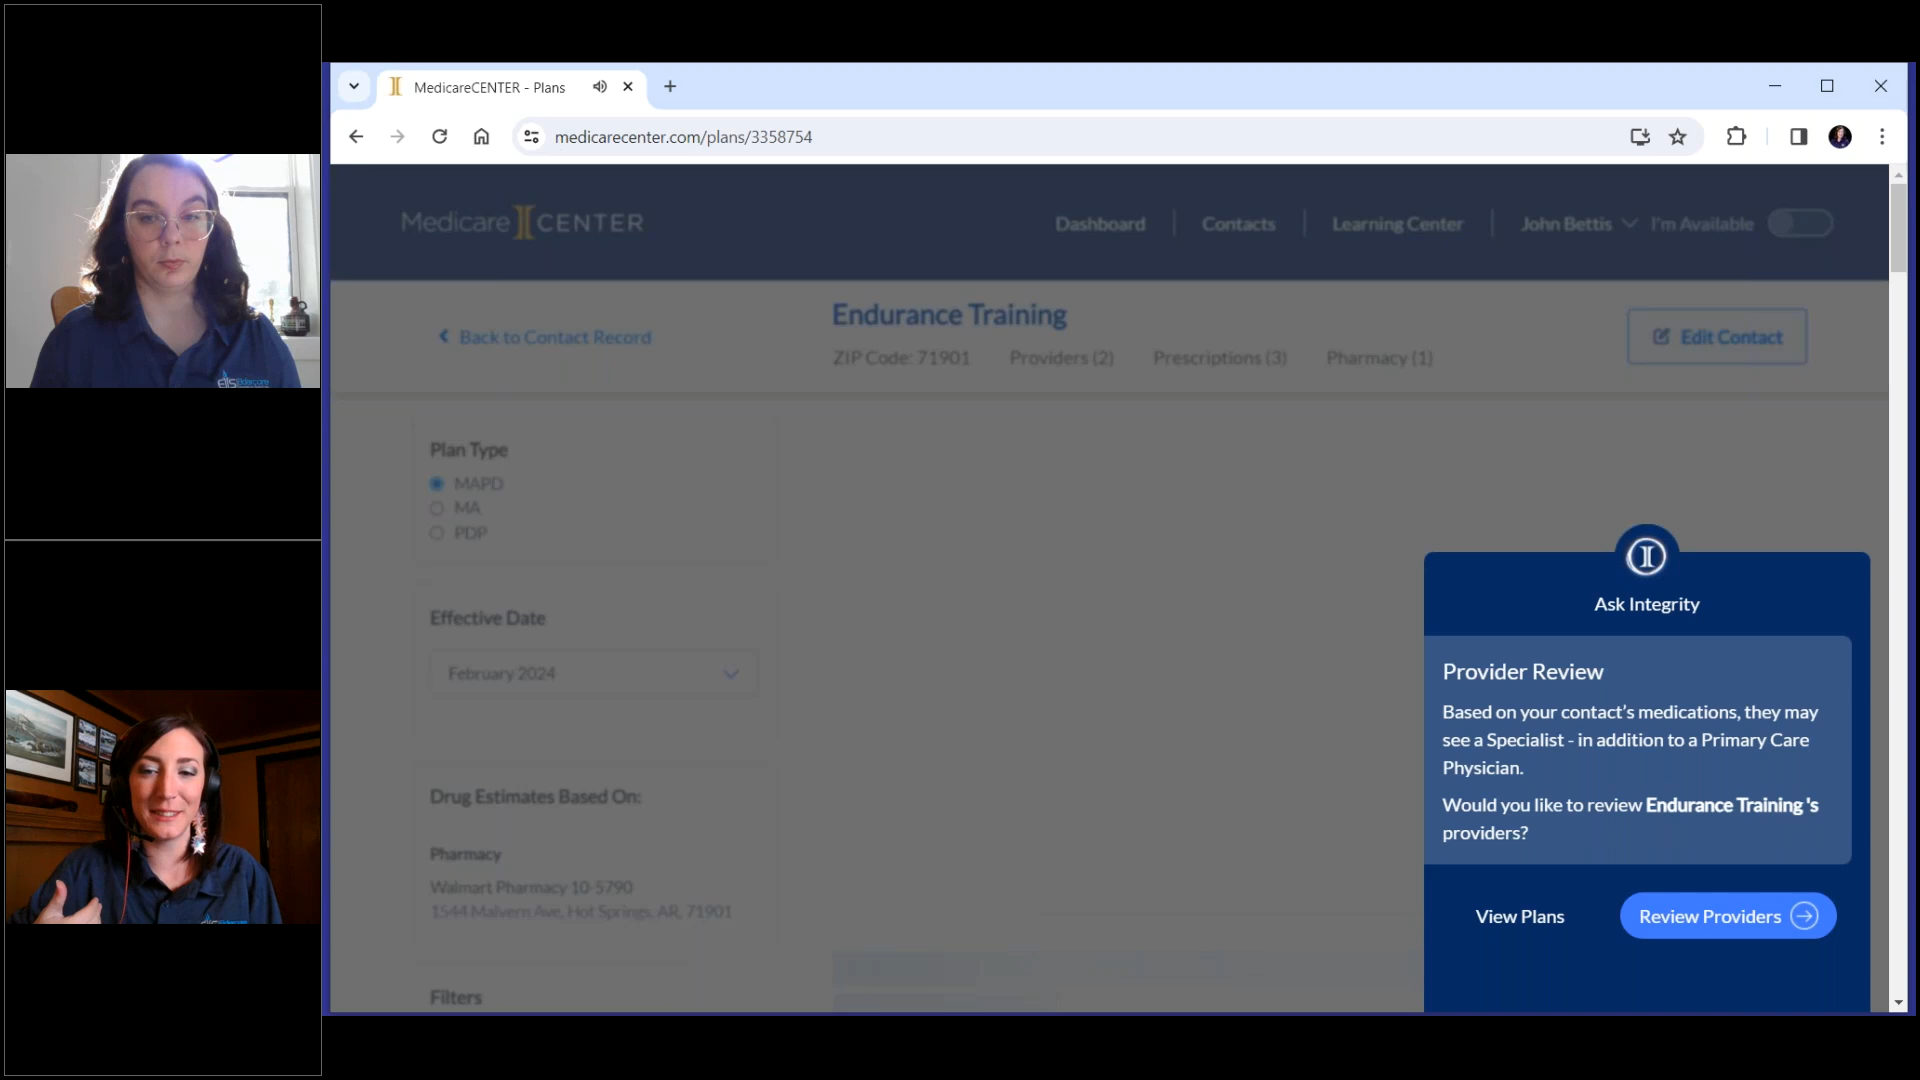 MedicareCENTER - Plans
medicarecenter.com/plans/3358754
Medicare CENTER
Dashboard
Contacts
Learning Center
John Bettis
I'm Available
Back to Contact Record
Endurance Training
ZIP Code: 71901
Providers (2)
Prescriptions (3)
Pharmacy (1)
Edit Contact
Plan Type
MAPD
MA
PDP
Effective Date
February 2024
Drug Estimates Based On:
Pharmacy
Walmart Pharmacy 10-5790
1544 Malvern Ave, Hot Springs, AR, 71901
Filters
Ask Integrity
Provider Review
Based on your contact's medications, they may
see a Specialist - in addition to a Primary Care
Physician.
Would you like to review Endurance Training 's
providers?
View Plans
Review Providers